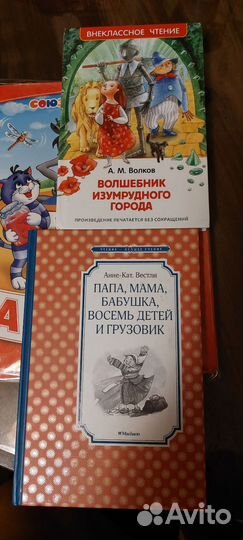 ВНЕКЛАССНОЕ ЧТЕНИЕ
СОЮЗ
А. М. Волков
ВОЛШЕБНИК
ИЗУМРУДНОГО
ГОРОДА
ПРОИЗВЕДЕНИЕ ПЕЧАТАЕТСЯ БЕЗ СОКРАЩЕНИЙ
А
Анне-Кат. Вестли
ПАПА, МАМА,
БАБУШКА,
ВОСЕМЬ ДЕТЕЙ
И ГРУЗОВИК
Махаон
Avito